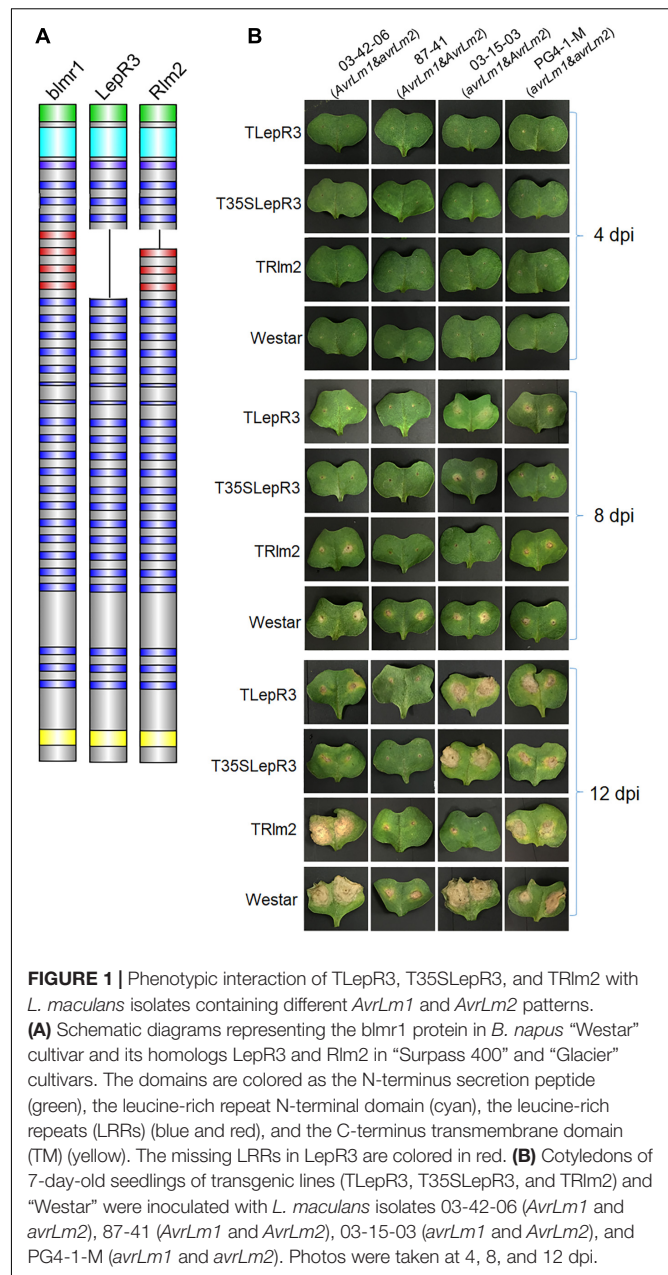 A
B
blmr1
LepR3
Rlm2
03-42-06
(AvrLm1&avrLm2)
87-41
(AvrLm1&AvrLm2)
03-15-03
(avrLm1&AvrLm2)
PG4-1-M
(avrLm1&avrLm2)
TLepR3
T35SLepR3
TRlm2
Westar
4 dpi
TLepR3
T35SLepR3
TRlm2
Westar
8 dpi
TLepR3
T35SLepR3
TRlm2
Westar
12 dpi
FIGURE 1 | Phenotypic interaction of TLepR3, T35SLepR3, and TRlm2 with
L. maculans isolates containing different AvrLm1 and AvrLm2 patterns.
(A) Schematic diagrams representing the blmr1 protein in B. napus “Westar”
cultivar and its homologs LepR3 and Rlm2 in “Surpass 400” and “Glacier”
cultivars. The domains are colored as the N-terminus secretion peptide
(green), the leucine-rich repeat N-terminal domain (cyan), the leucine-rich
repeats (LRRs) (blue and red), and the C-terminus transmembrane domain
(TM) (yellow). The missing LRRs in LepR3 are colored in red. (B) Cotyledons of
7-day-old seedlings of transgenic lines (TLepR3, T35SLepR3, and TRlm2) and
“Westar” were inoculated with L. maculans isolates 03-42-06 (AvrLm1 and
avrLm2), 87-41 (AvrLm1 and AvrLm2), 03-15-03 (avrLm1 and AvrLm2), and
PG4-1-M (avrLm1 and avrLm2). Photos were taken at 4, 8, and 12 dpi.